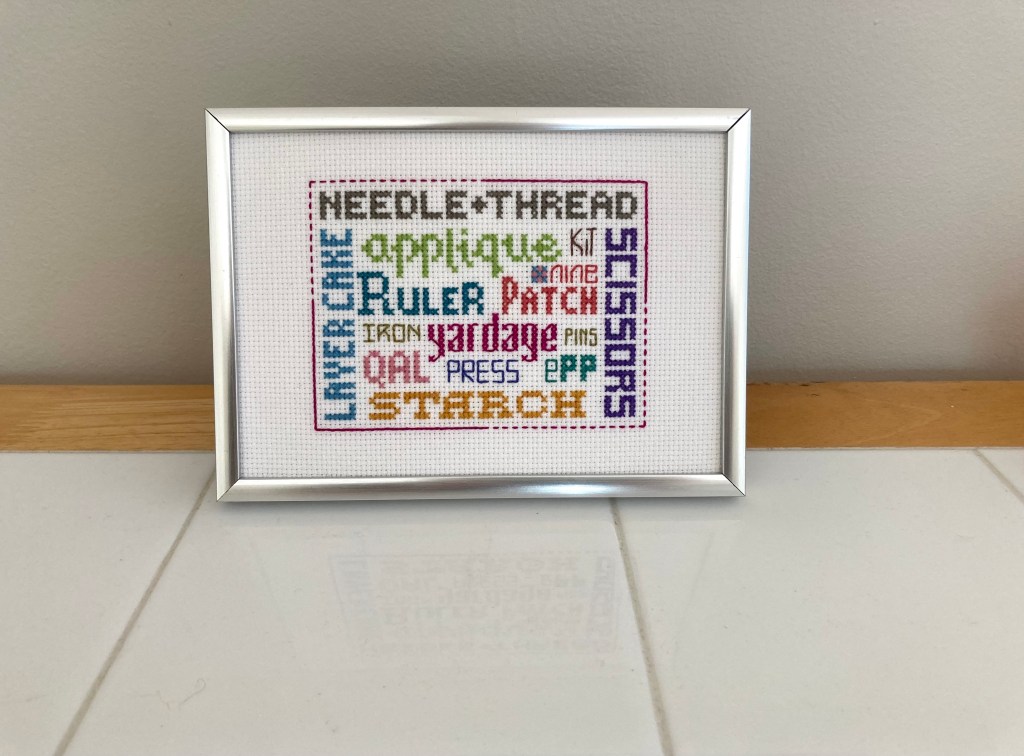 NEEDLE+THREAD
LAYER CAKE
applique
KIT
nine
RULER
PATCH
IRON
yardage
PINS
QAL
PRESS
ePP
STARCH
SCISSORS